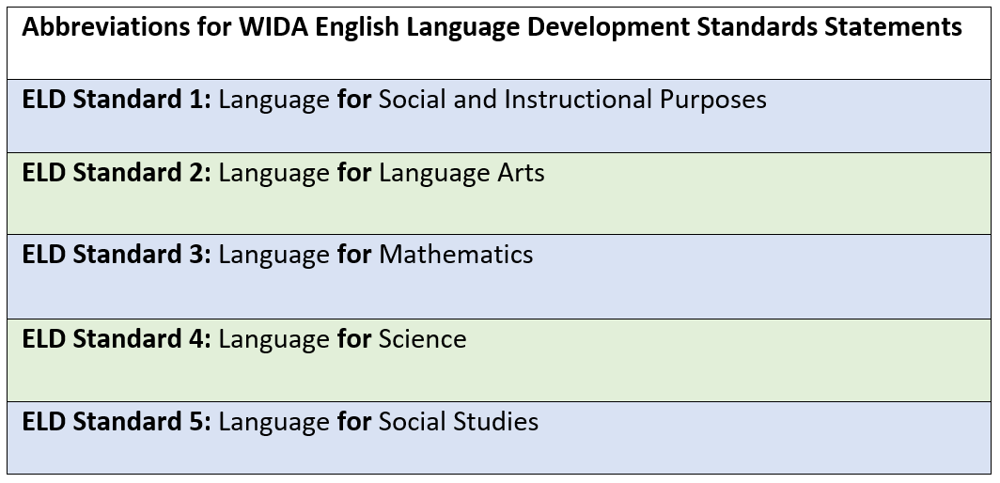 Abbreviations for WIDA English Language Development Standards Statements
ELD Standard 1: Language for Social and Instructional Purposes
ELD Standard 2: Language for Language Arts
ELD Standard 3: Language for Mathematics
ELD Standard 4: Language for Science
ELD Standard 5: Language for Social Studies